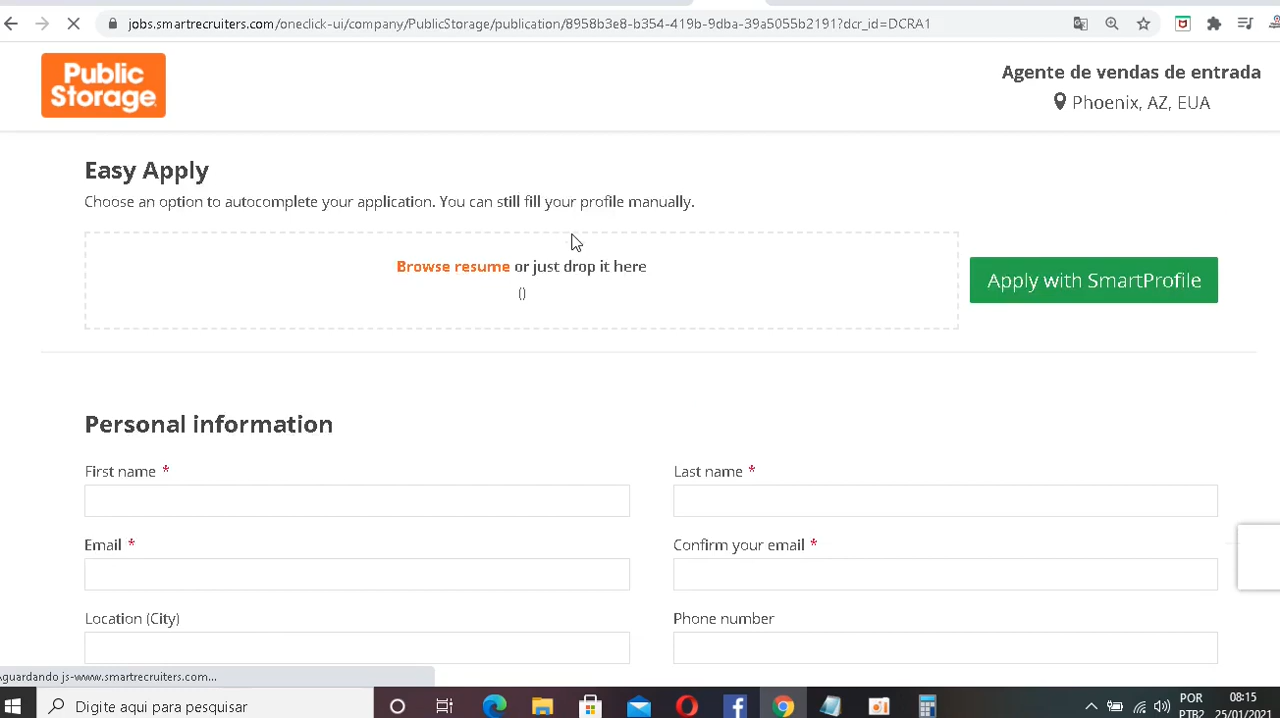 jobs.smartrecruiters.com/oneclick-ui/company/PublicStorage/publication/8958b3e8-b354-419b-9dba-39a5055b2191?dcr_id=DCRA1
Public
Storage
Agente de vendas de entrada
Phoenix, AZ, EUA
Easy Apply
Choose an option to autocomplete your application. You can still fill your profile manually.
Browse resume or just drop it here
()
Apply with SmartProfile
Personal information
First name *
Last name *
Email *
Confirm your email *
Location (City)
Phone number
guardando js-www.smartrecruiters.com...
Digite aqui para pesquisar
POR
08:15
PTB2
25/01/2021